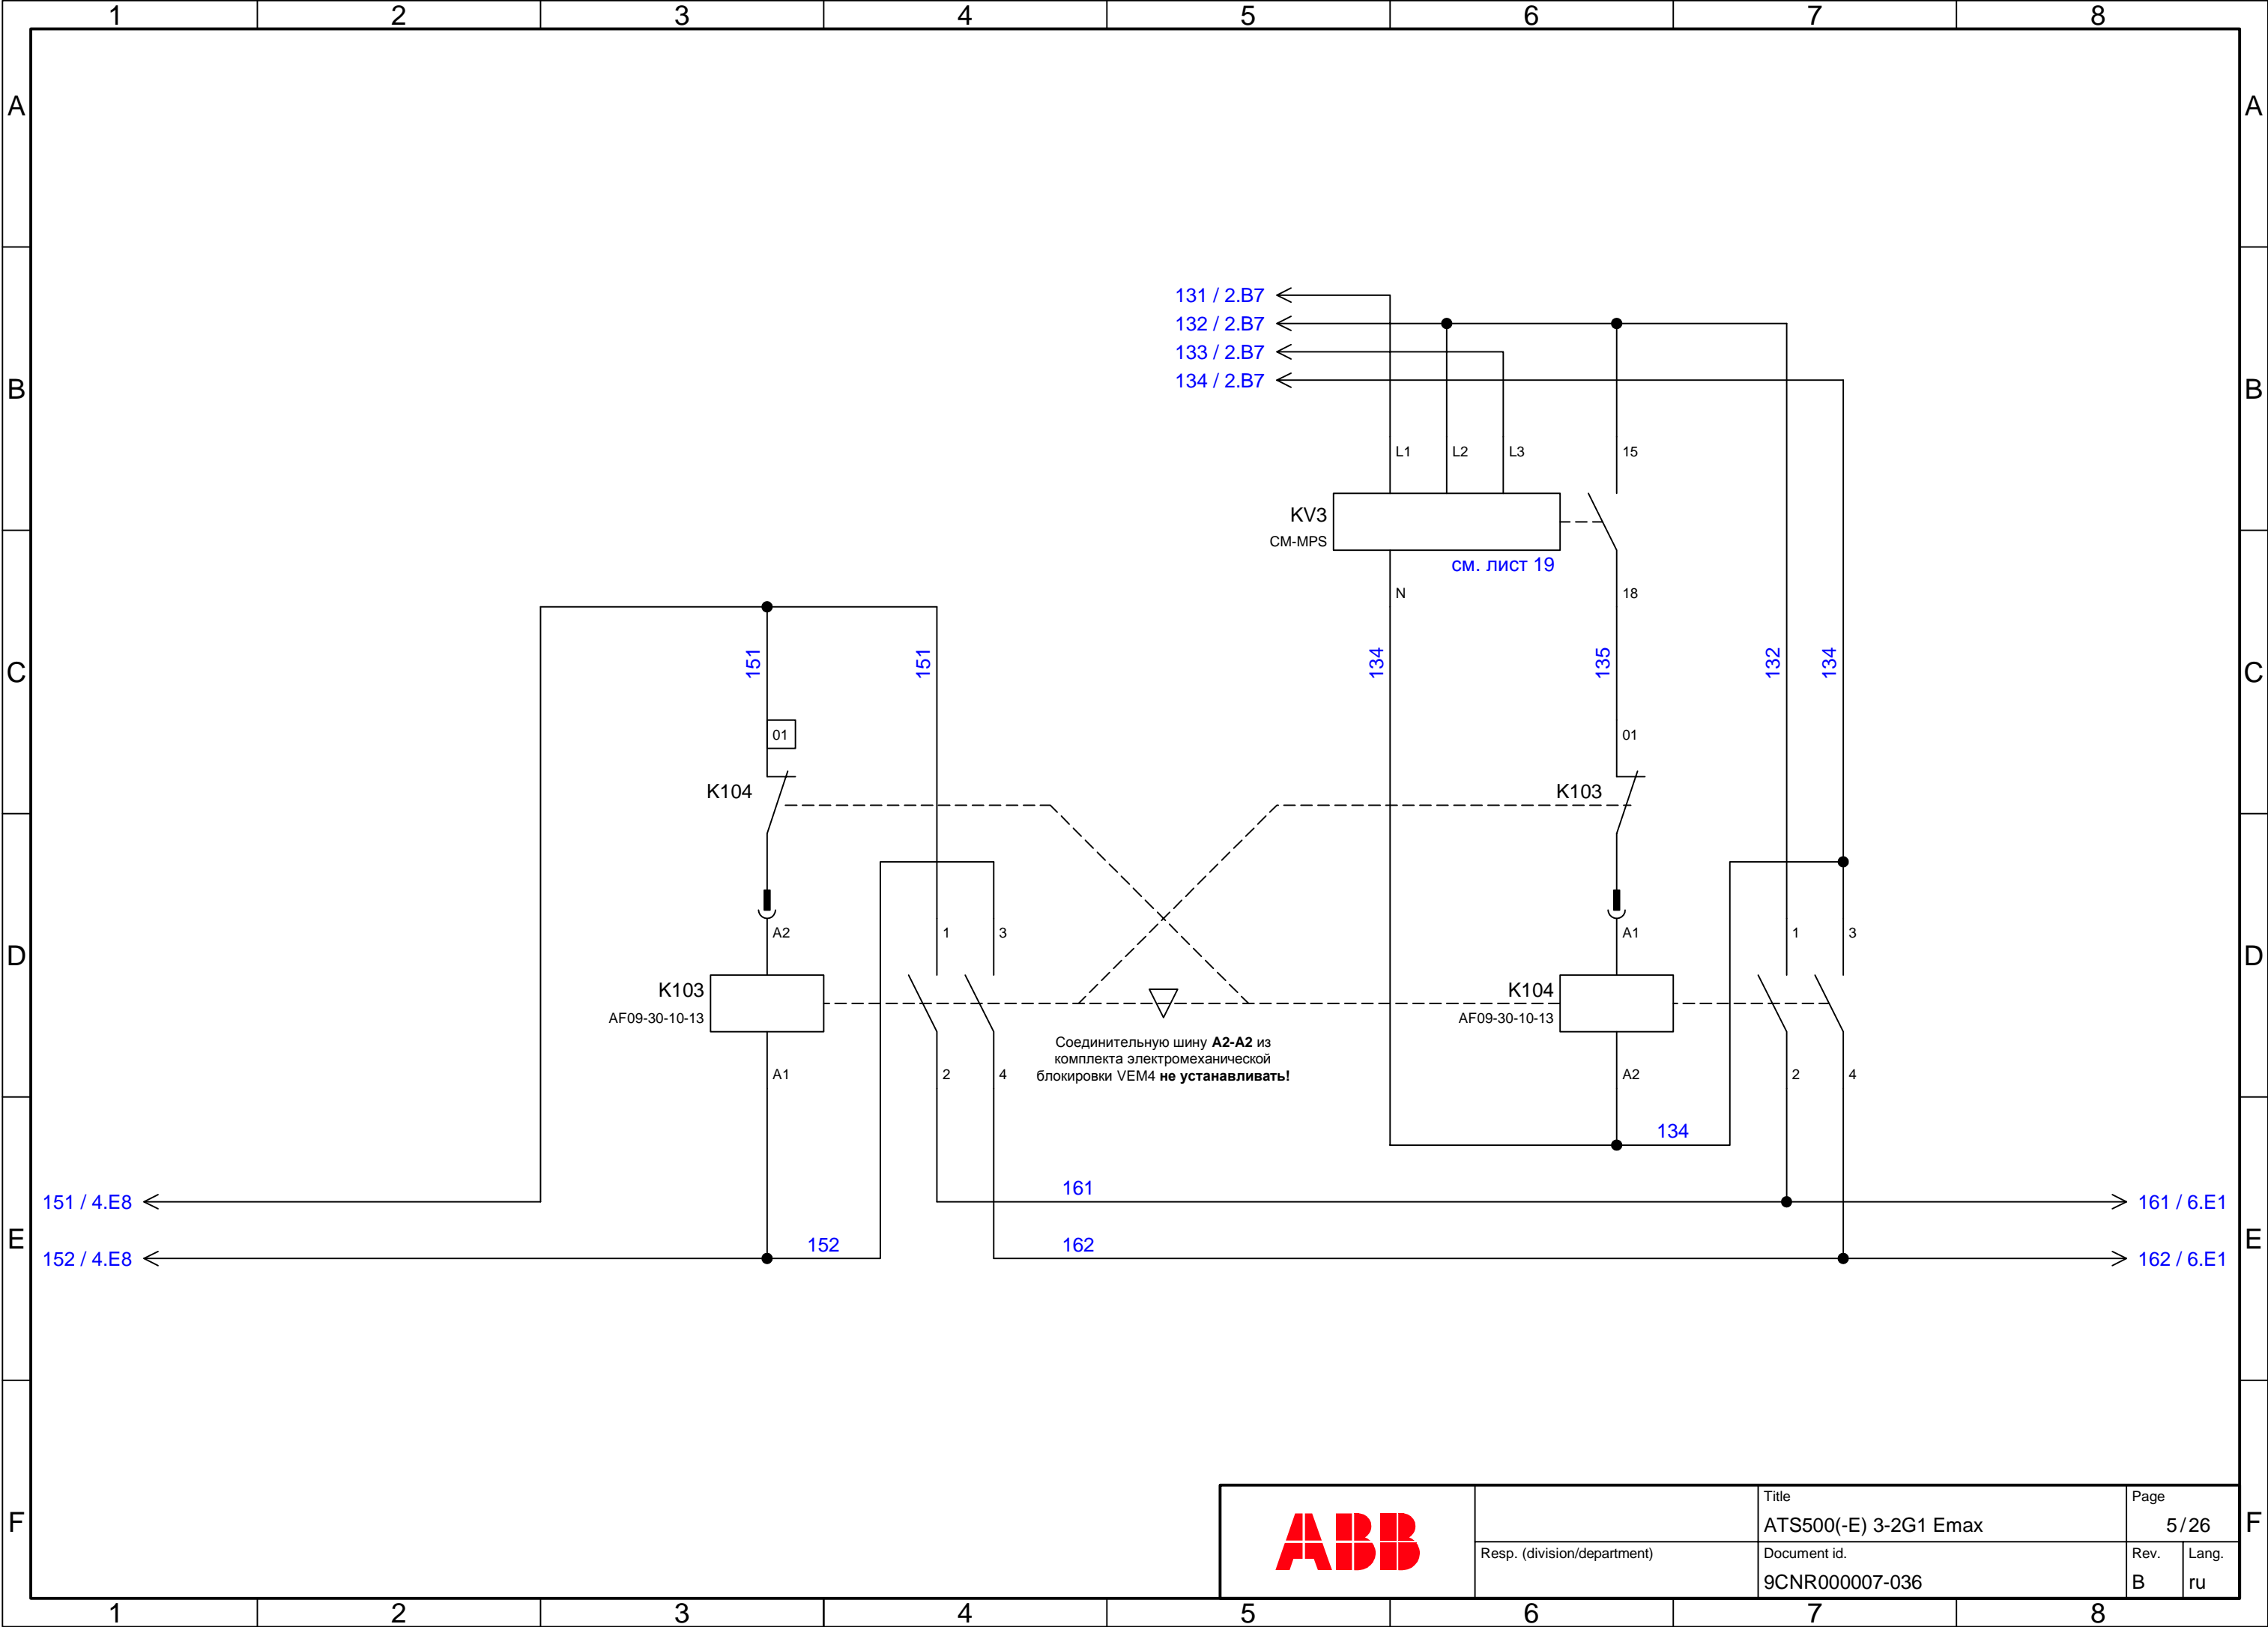 1 2 3 4 5 6 7 8
A A
131 / 2.B7
132 / 2.B7
133 / 2.B7
134 / 2.B7
B B
L1 L2 L3 15
KV3
CM-MPS
см. лист 19
N 18
C 151 151 134 135 132 134 C
01 01
K104 K103
A2 1 3 A1 1 3
D D
K103 K104
AF09-30-10-13 AF09-30-10-13
Соединительную шину A2-A2 из
комплекта электромеханической
блокировки VEM4 не устанавливать!
A1 2 4 A2 2 4
134
161
151 / 4.E8 161 / 6.E1
E E
152 162
152 / 4.E8 162 / 6.E1
F F
ABB
Title
ATS500(-E) 3-2G1 Emax
Page
5/26
Resp. (division/department)
Document id.
9CNR000007-036
Rev.
B
Lang.
ru
1 2 3 4 5 6 7 8